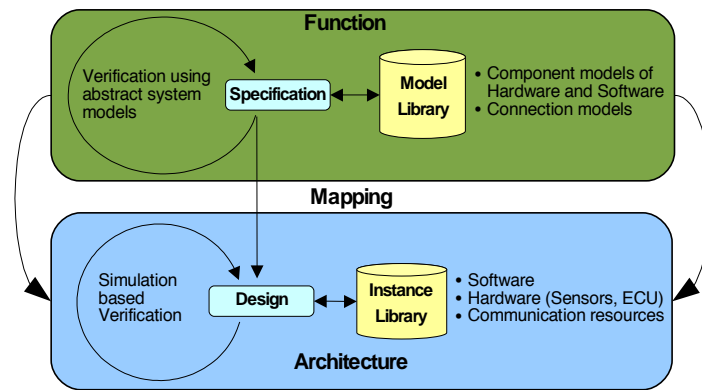 Function
Verification using
abstract system
models
Specification
Model
Library
• Component models of
Hardware and Software
• Connection models
Mapping
Simulation
based
Verification
Design
Instance
Library
• Software
• Hardware (Sensors, ECU)
• Communication resources
Architecture